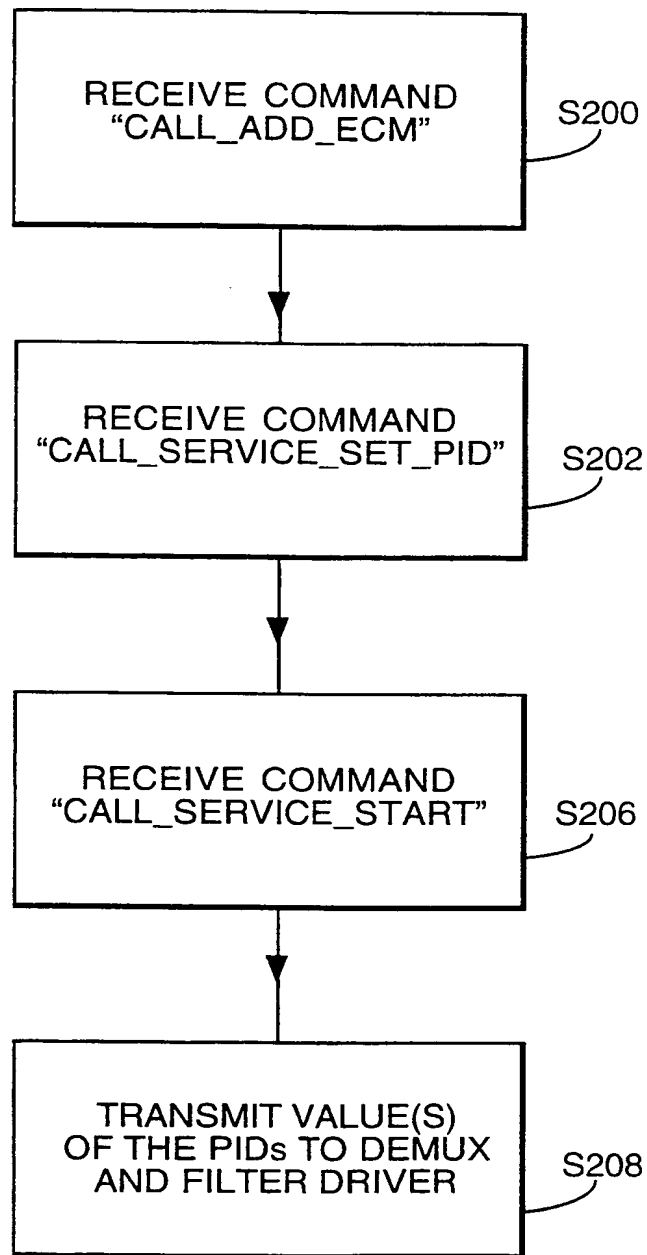 RECEIVE COMMAND
“CALL_ADD_ECM”
S200
RECEIVE COMMAND
“CALL_SERVICE_SET_PID”
S202
RECEIVE COMMAND
“CALL_SERVICE_START”
S206
TRANSMIT VALUE(S)
OF THE PIDs TO DEMUX
AND FILTER DRIVER
S208